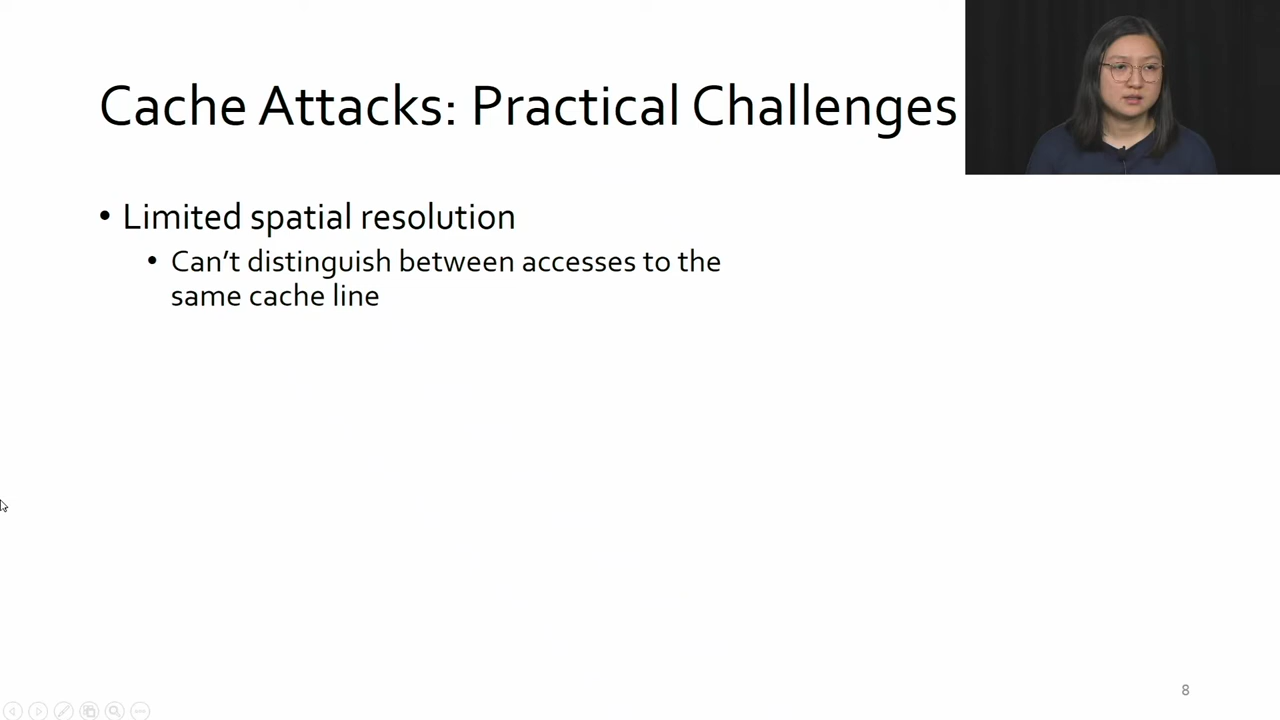 Cache Attacks: Practical Challenges
• Limited spatial resolution
• Can't distinguish between accesses to the
same cache line
8